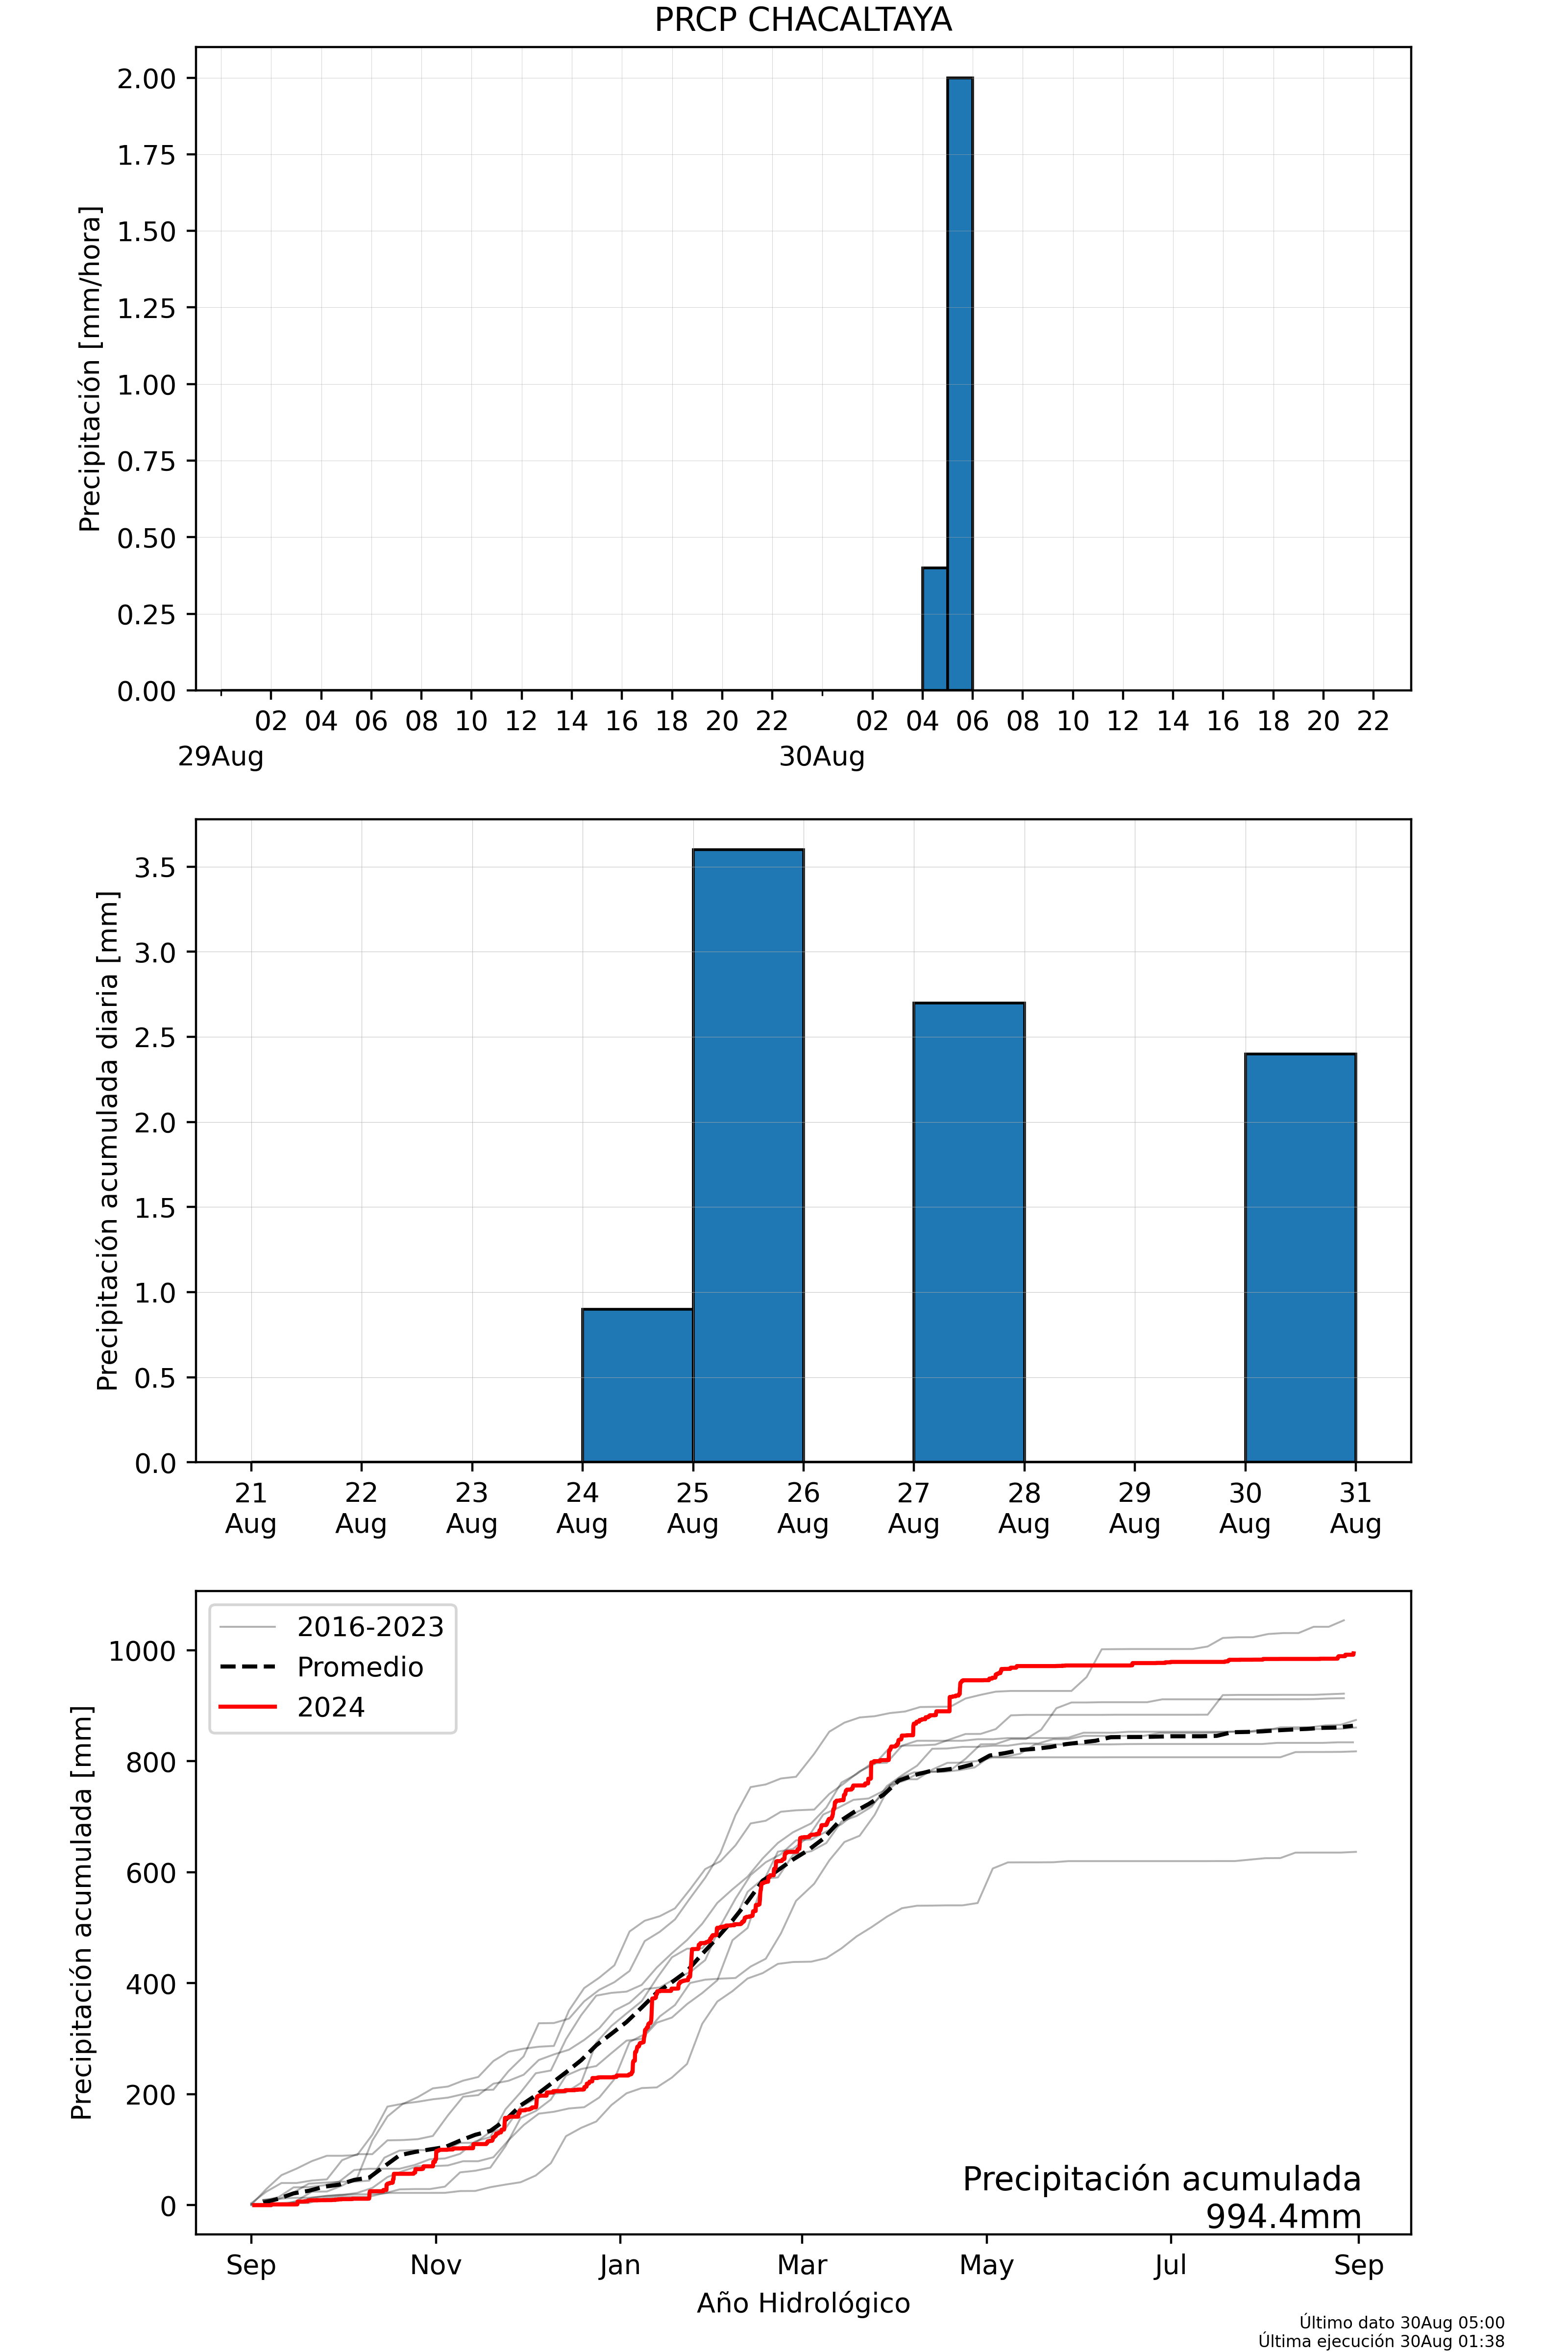 PRCP CHACALTAYA
Precipitación [mm/hora]
2.00
1.75
1.50
1.25
1.00
0.75
0.50
0.25
0.00
02 04 06 08 10 12 14 16 18 20 22 02 04 06 08 10 12 14 16 18 20 22
29Aug 30Aug
Precipitación acumulada diaria [mm]
3.5
3.0
2.5
2.0
1.5
1.0
0.5
0.0
21 22 23 24 25 26 27 28 29 30 31
Aug Aug Aug Aug Aug Aug Aug Aug Aug Aug Aug
Precipitación acumulada [mm]
1000
800
600
400
200
0
2016-2023
Promedio
2024
Precipitación acumulada
994.4mm
Sep Nov Jan Mar May Jul Sep
Año Hidrológico
Último dato 30Aug 05:00
Última ejecución 30Aug 01:38